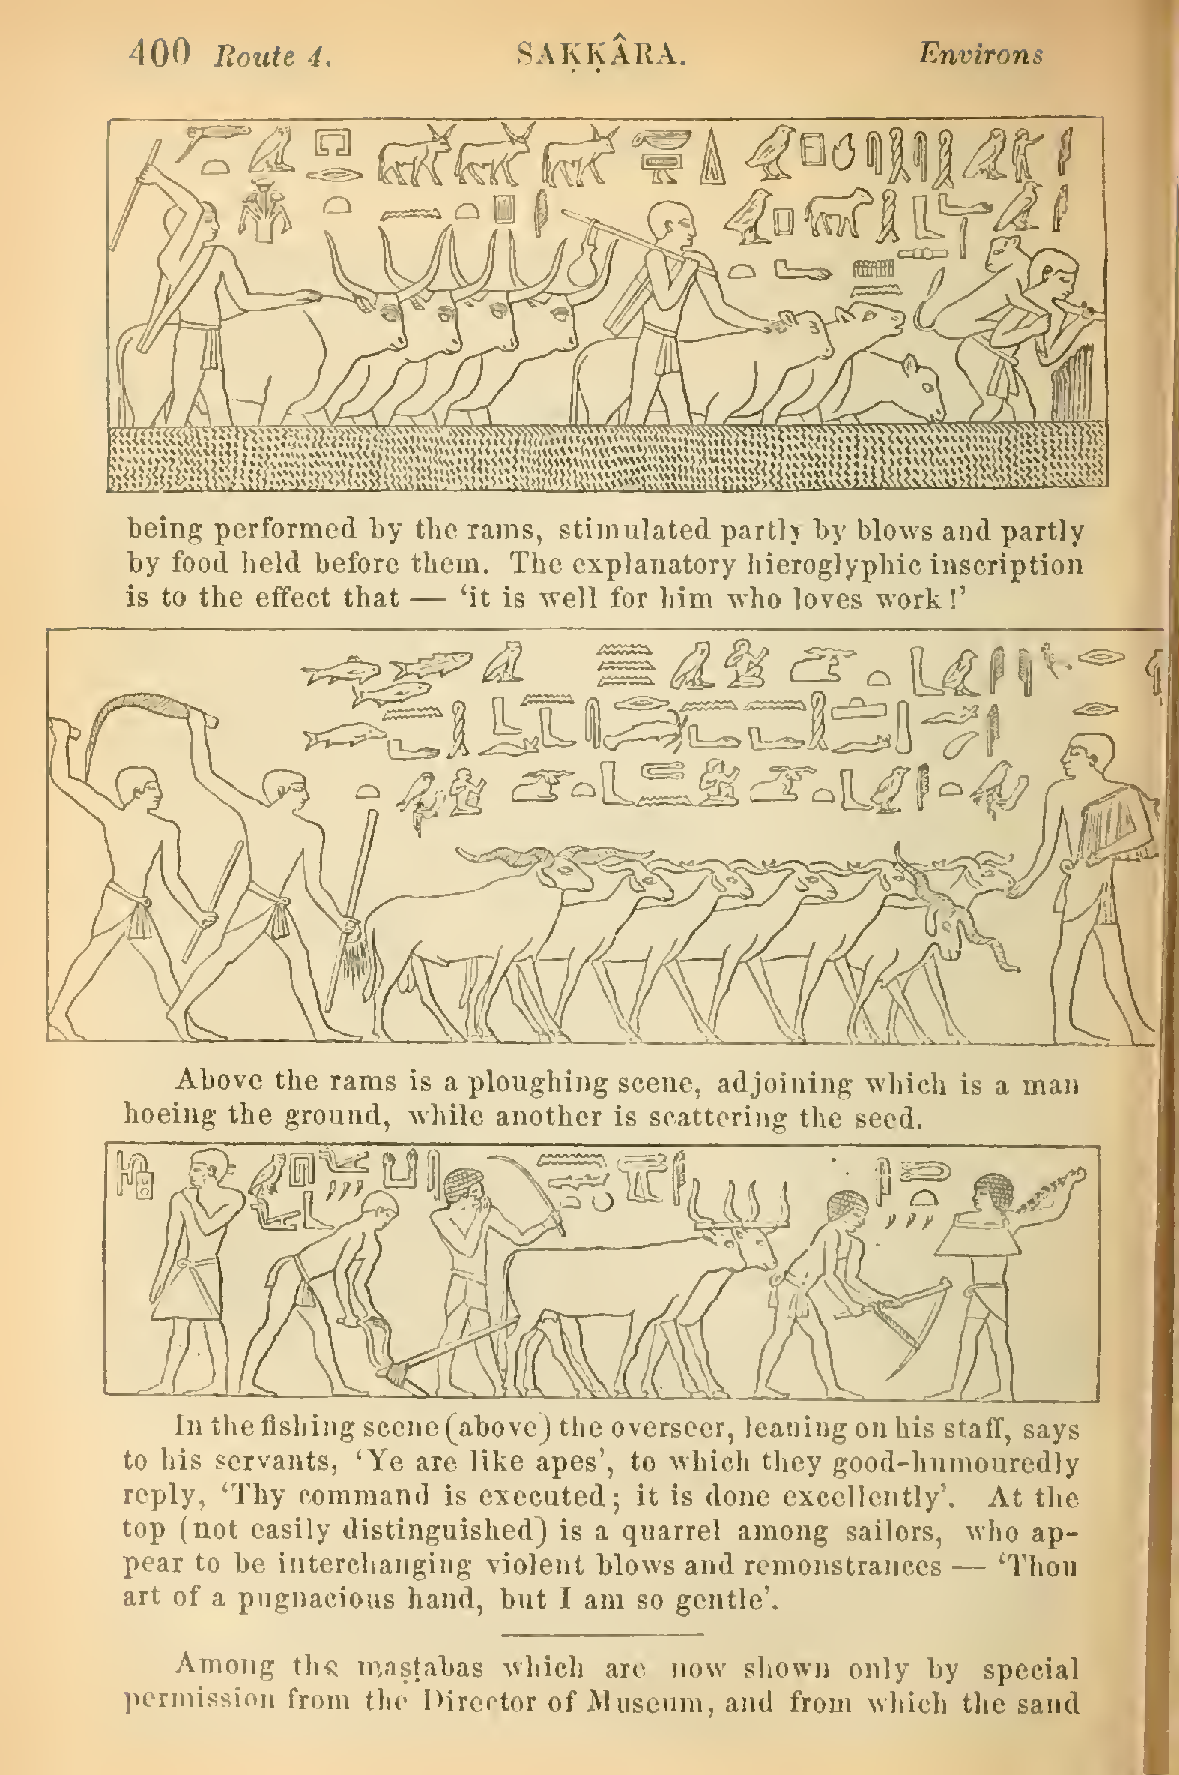 400 Route 4. SAḲḲÂRA. Environs
being performed by the rams, stimulated partly by blows and partly
by food held before them. The explanatory hieroglyphic inscription
is to the effect that — ‘it is well for him who loves work!’
Above the rams is a ploughing scene, adjoining which is a man
hoeing the ground, while another is scattering the seed.
In the fishing scene (above) the overseer, leaning on his staff, says
to his servants, ‘Ye are like apes’, to which they good-humouredly
reply, ‘Thy command is executed; it is done excellently’. At the
top (not easily distinguished) is a quarrel among sailors, who ap-
pear to be interchanging violent blows and remonstrances — ‘Thou
art of a pugnacious hand, but I am so gentle’.
Among the maṣṭabas which are now shown only by special
permission from the Director of Museum, and from which the sand